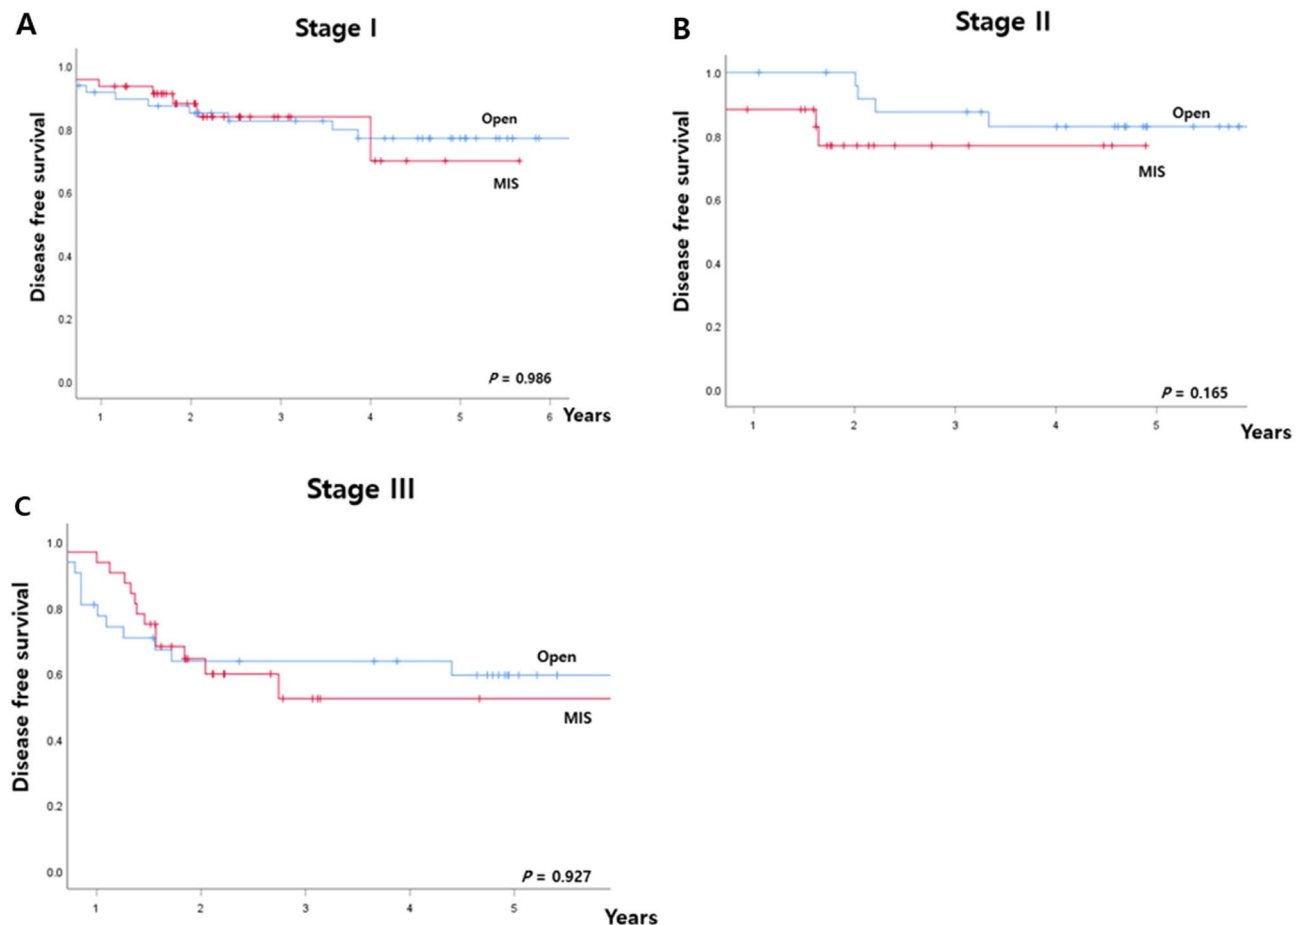 A
Stage I
Disease free survival
1.0
0.8
0.6
0.4
0.2
0.0
Open
MIS
P = 0.986
1 2 3 4 5 6 Years
B
Stage II
Disease free survival
1.0
0.8
0.6
0.4
0.2
0.0
Open
MIS
P = 0.165
1 2 3 4 5
Years
C
Stage III
Disease free survival
1.0
0.8
0.6
0.4
0.2
0.0
Open
MIS
P = 0.927
1 2 3 4 5
Years